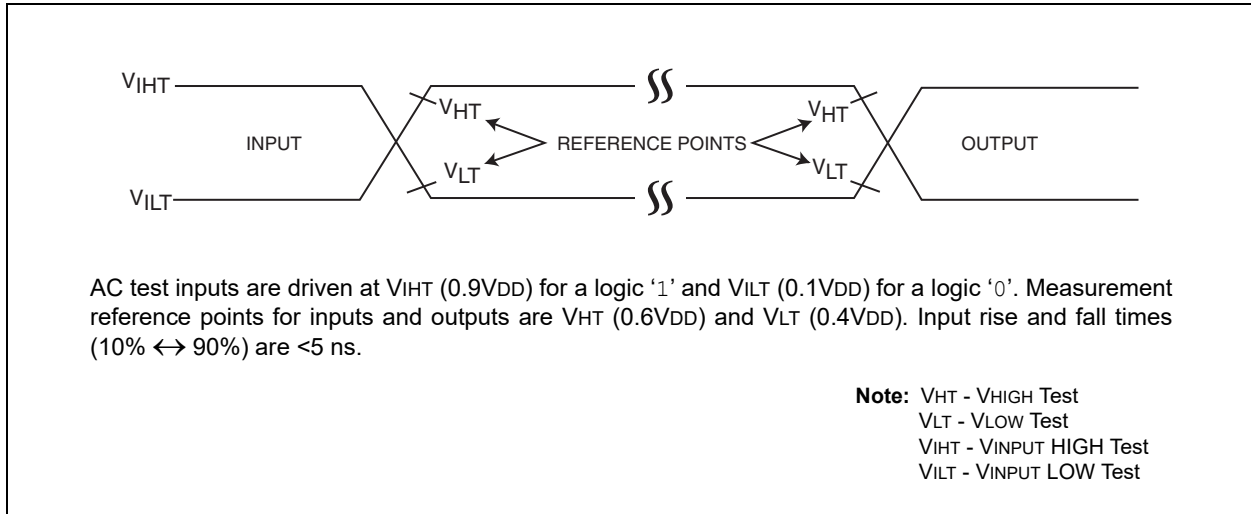 VIHT
VHT
VHT
INPUT
REFERENCE POINTS
OUTPUT
VLT
VLT
VILT
AC test inputs are driven at VIHT (0.9VDD) for a logic ‘1’ and VILT (0.1VDD) for a logic ‘0’. Measurement
reference points for inputs and outputs are VHT (0.6VDD) and VLT (0.4VDD). Input rise and fall times
(10% ↔ 90%) are <5 ns.
Note: VHT - VHIGH Test
VLT - VLOW Test
VIHT - VINPUT HIGH Test
VILT - VINPUT LOW Test